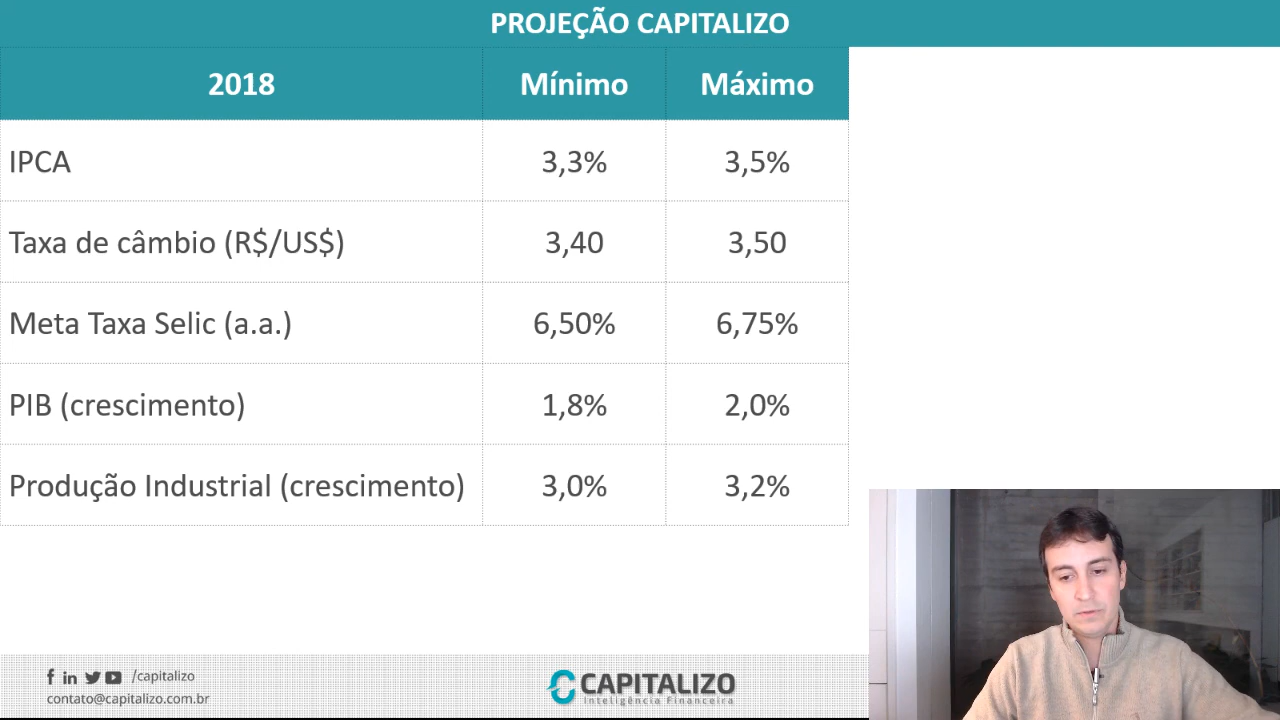 PROJEÇÃO CAPITALIZO
2018 Mínimo Máximo
IPCA 3,3% 3,5%
Taxa de câmbio (R$/US$) 3,40 3,50
Meta Taxa Selic (a.a.) 6,50% 6,75%
PIB (crescimento) 1,8% 2,0%
Produção Industrial (crescimento) 3,0% 3,2%
/capitalizo
contato@capitalizo.com.br
CAPITALIZO
Inteligência Financeira